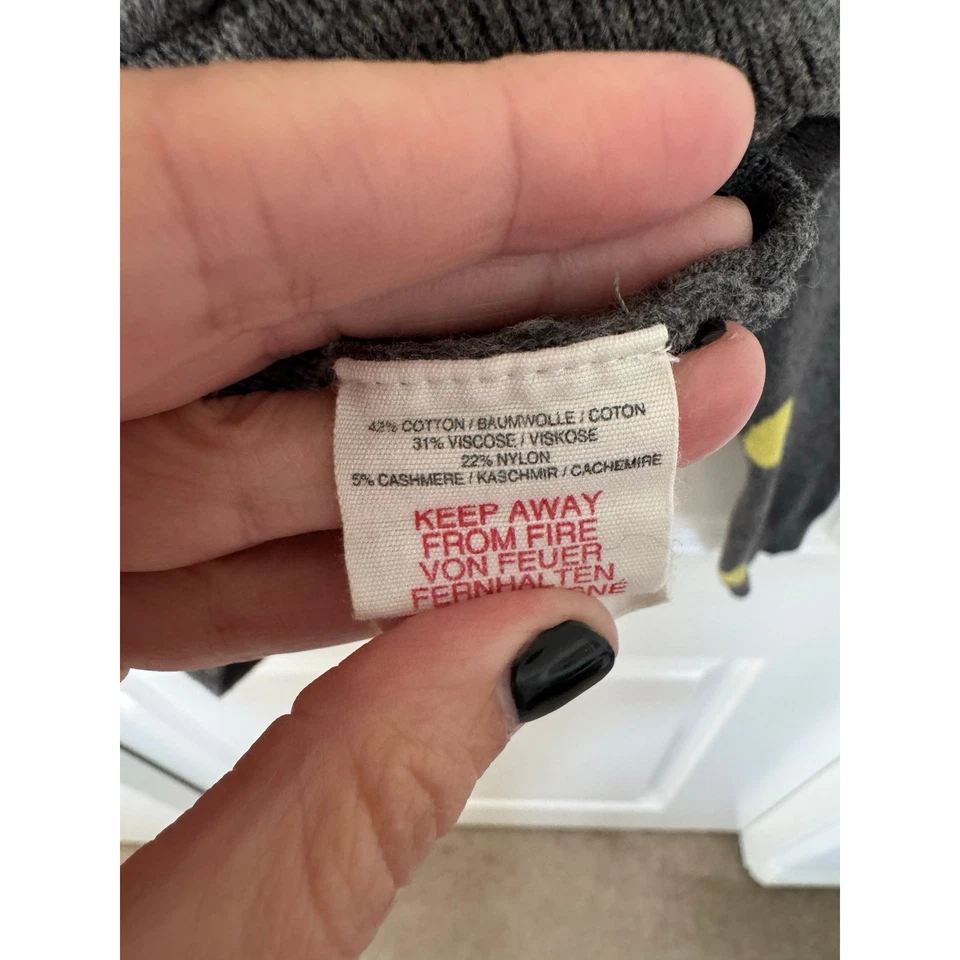 42% COTTON / BAUMWOLLE / COTON
31% VISCOSE / VISKOSE
22% NYLON
5% CASHMERE / KASCHMIR / CACHEMIRE
KEEP AWAY
FROM FIRE
VON FEUER
FERNHALTEN